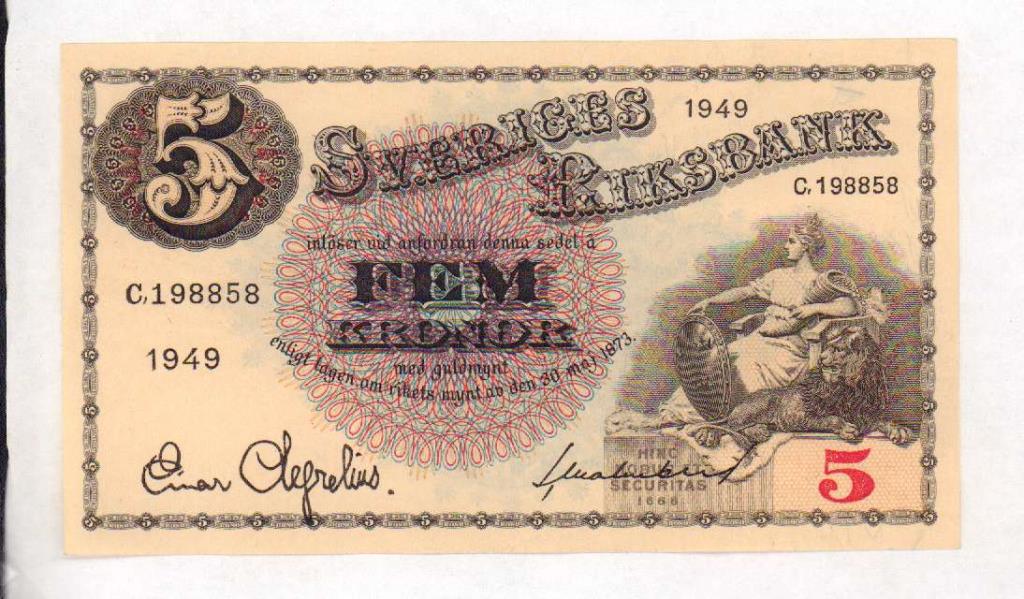 5
SVERIGES
1949
RIKSBANK
C,198858
inlöser vid anfordran denna sedel å
FEM
KRONOR
C,198858
1949
med guldmynt
enligt lagen om rikets mynt av den 30 maj 1873.
Einar
HINC
SECURITAS
1668
5